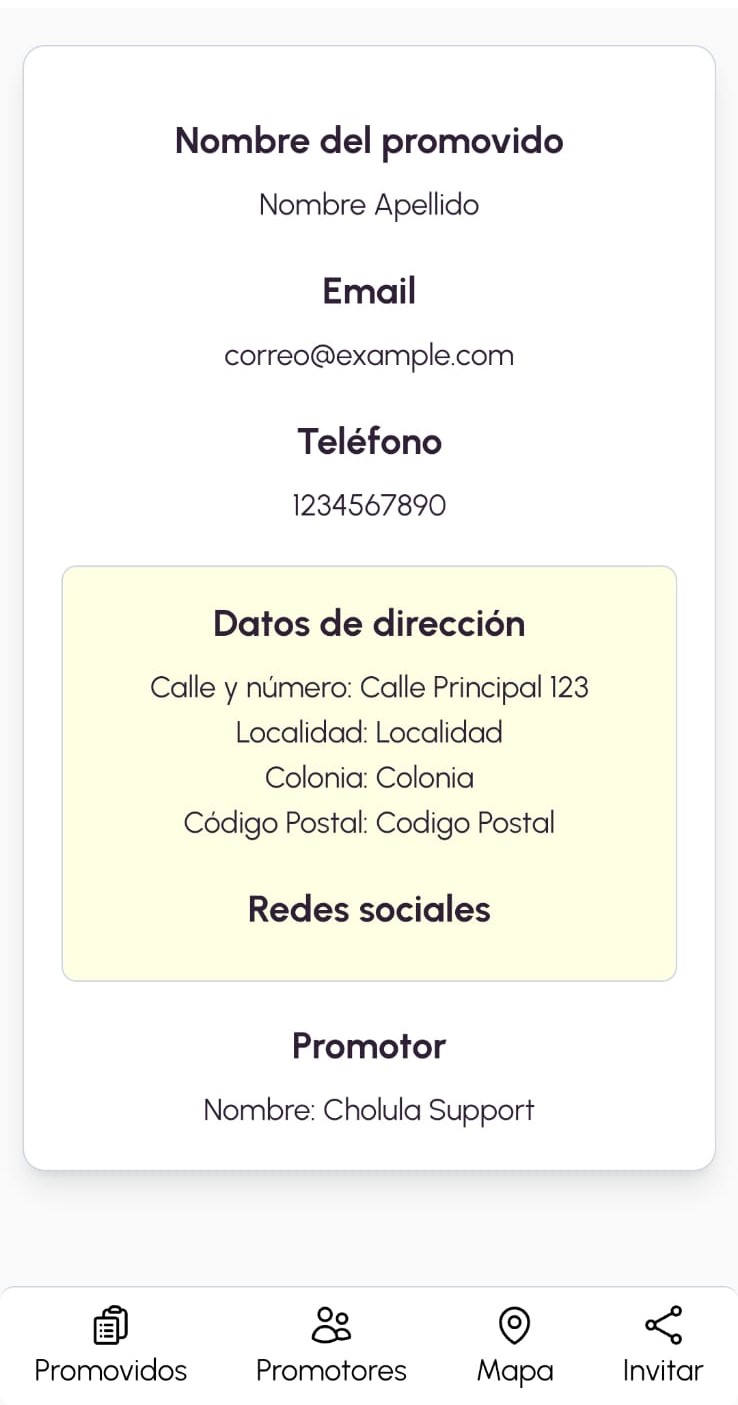 Nombre del promovido
Nombre Apellido
Email
correo@example.com
Teléfono
1234567890
Datos de dirección
Calle y número: Calle Principal 123
Localidad: Localidad
Colonia: Colonia
Código Postal: Codigo Postal
Redes sociales
Promotor
Nombre: Cholula Support
Promovidos Promotores Mapa Invitar